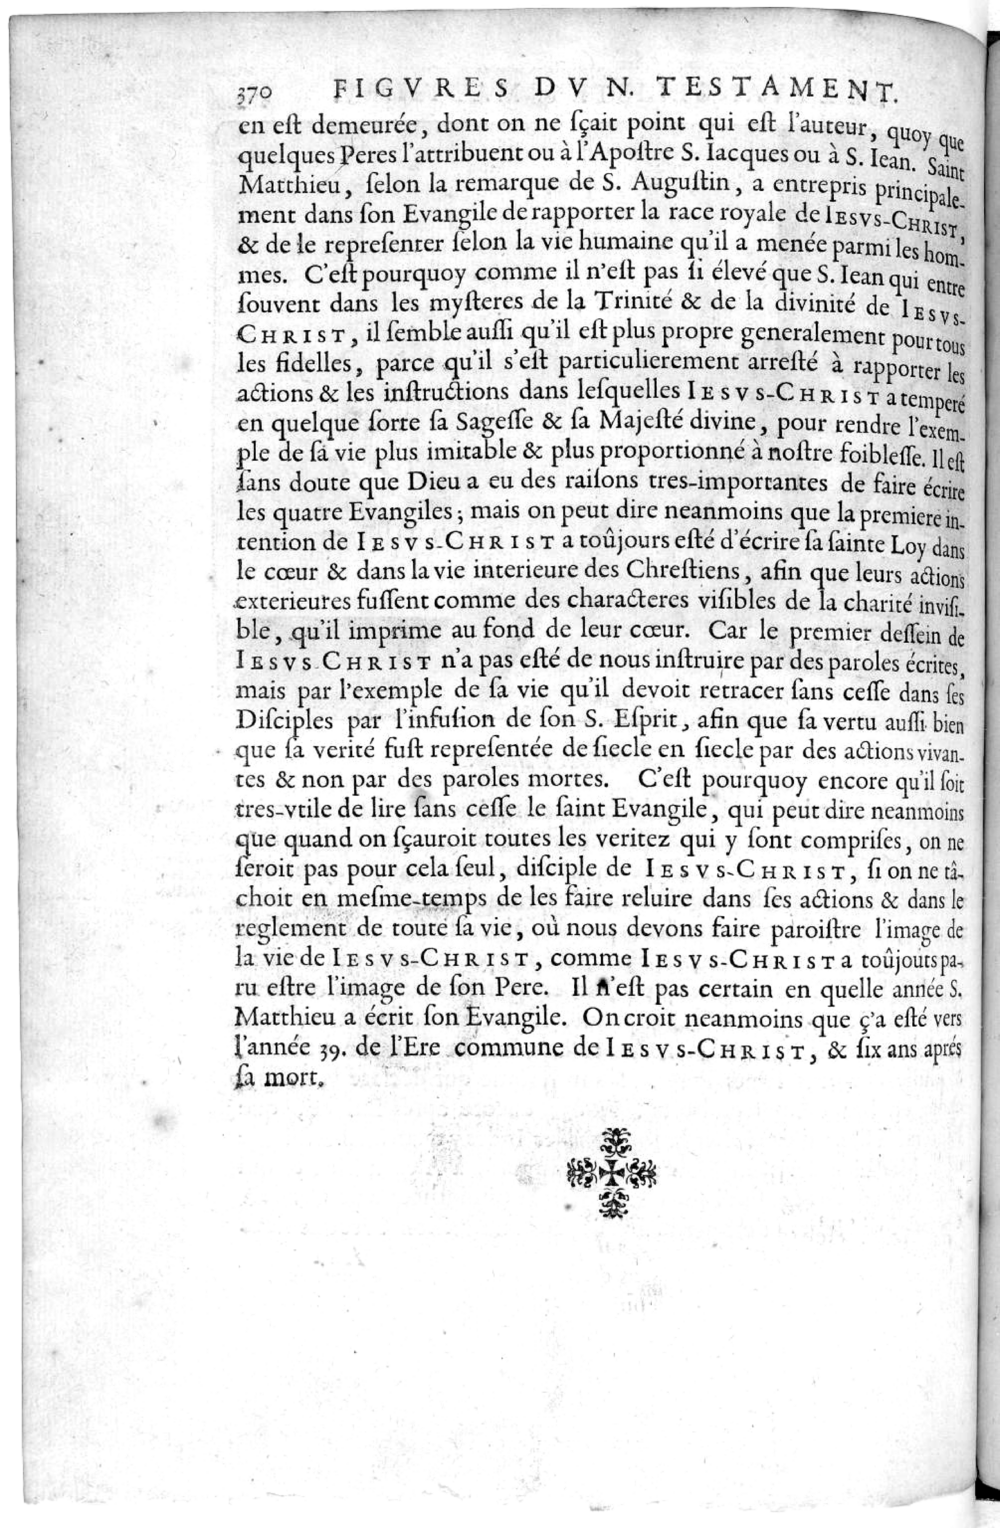 370 FIGVRES DV N. TESTAMENT.
en eſt demeurée, dont on ne ſçait point qui eſt l'auteur, quoy que
quelques Peres l'attribuent ou à l'Apoſtre S. Iacques ou à S. Iean. Saint
Matthieu, ſelon la remarque de S. Auguſtin, a entrepris principale-
ment dans ſon Evangile de rapporter la race royale de IESVS-CHRIST,
& de le repreſenter ſelon la vie humaine qu'il a menée parmi les hom-
mes. C'eſt pourquoy comme il n'eſt pas ſi élevé que S. Iean qui entre
ſouvent dans les myſteres de la Trinité & de la divinité de IESVS-
CHRIST, il ſemble auſſi qu'il eſt plus propre generalement pour tous
les fidelles, parce qu'il s'eſt particulierement arreſté à rapporter les
actions & les inſtructions dans leſquelles IESVS-CHRIST a temperé
en quelque ſorte ſa Sageſſe & ſa Majeſté divine, pour rendre l'exem-
ple de ſa vie plus imitable & plus proportionné à noſtre foibleſſe. Il eſt
ſans doute que Dieu a eu des raiſons tres-importantes de faire écrire
les quatre Evangiles; mais on peut dire neanmoins que la premiere in-
tention de IESVS-CHRIST a toûjours eſté d'écrire ſa ſainte Loy dans
le cœur & dans la vie interieure des Chreſtiens, afin que leurs actions
exterieures fuſſent comme des characteres viſibles de la charité inviſi-
ble, qu'il imprime au fond de leur cœur. Car le premier deſſein de
IESVS-CHRIST n'a pas eſté de nous inſtruire par des paroles écrites,
mais par l'exemple de ſa vie qu'il devoit retracer ſans ceſſe dans ſes
Diſciples par l'infuſion de ſon S. Eſprit, afin que ſa vertu auſſi bien
que ſa verité fuſt repreſentée de ſiecle en ſiecle par des actions vivan-
tes & non par des paroles mortes. C'eſt pourquoy encore qu'il ſoit
tres-vtile de lire ſans ceſſe le ſaint Evangile, qui peut dire neanmoins
que quand on ſçauroit toutes les veritez qui y ſont compriſes, on ne
ſeroit pas pour cela ſeul, diſciple de IESVS-CHRIST, ſi on ne tâ-
choit en meſme-temps de les faire reluire dans ſes actions & dans le
reglement de toute ſa vie, où nous devons faire paroiſtre l'image de
la vie de IESVS-CHRIST, comme IESVS-CHRIST a toûjours pa-
ru eſtre l'image de ſon Pere. Il n'eſt pas certain en quelle année S.
Matthieu a écrit ſon Evangile. On croit neanmoins que ç'a eſté vers
l'année 39. de l'Ere commune de IESVS-CHRIST, & ſix ans aprés
ſa mort.